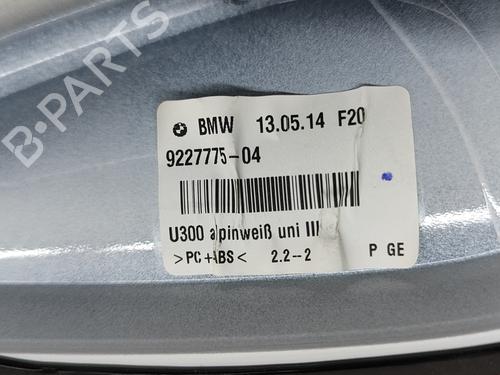 B-PARTS
BMW 13.05.14 F20
9227775-04
U300 alpinweiß uni III
>PC+ABS< 2.2--2 P GE